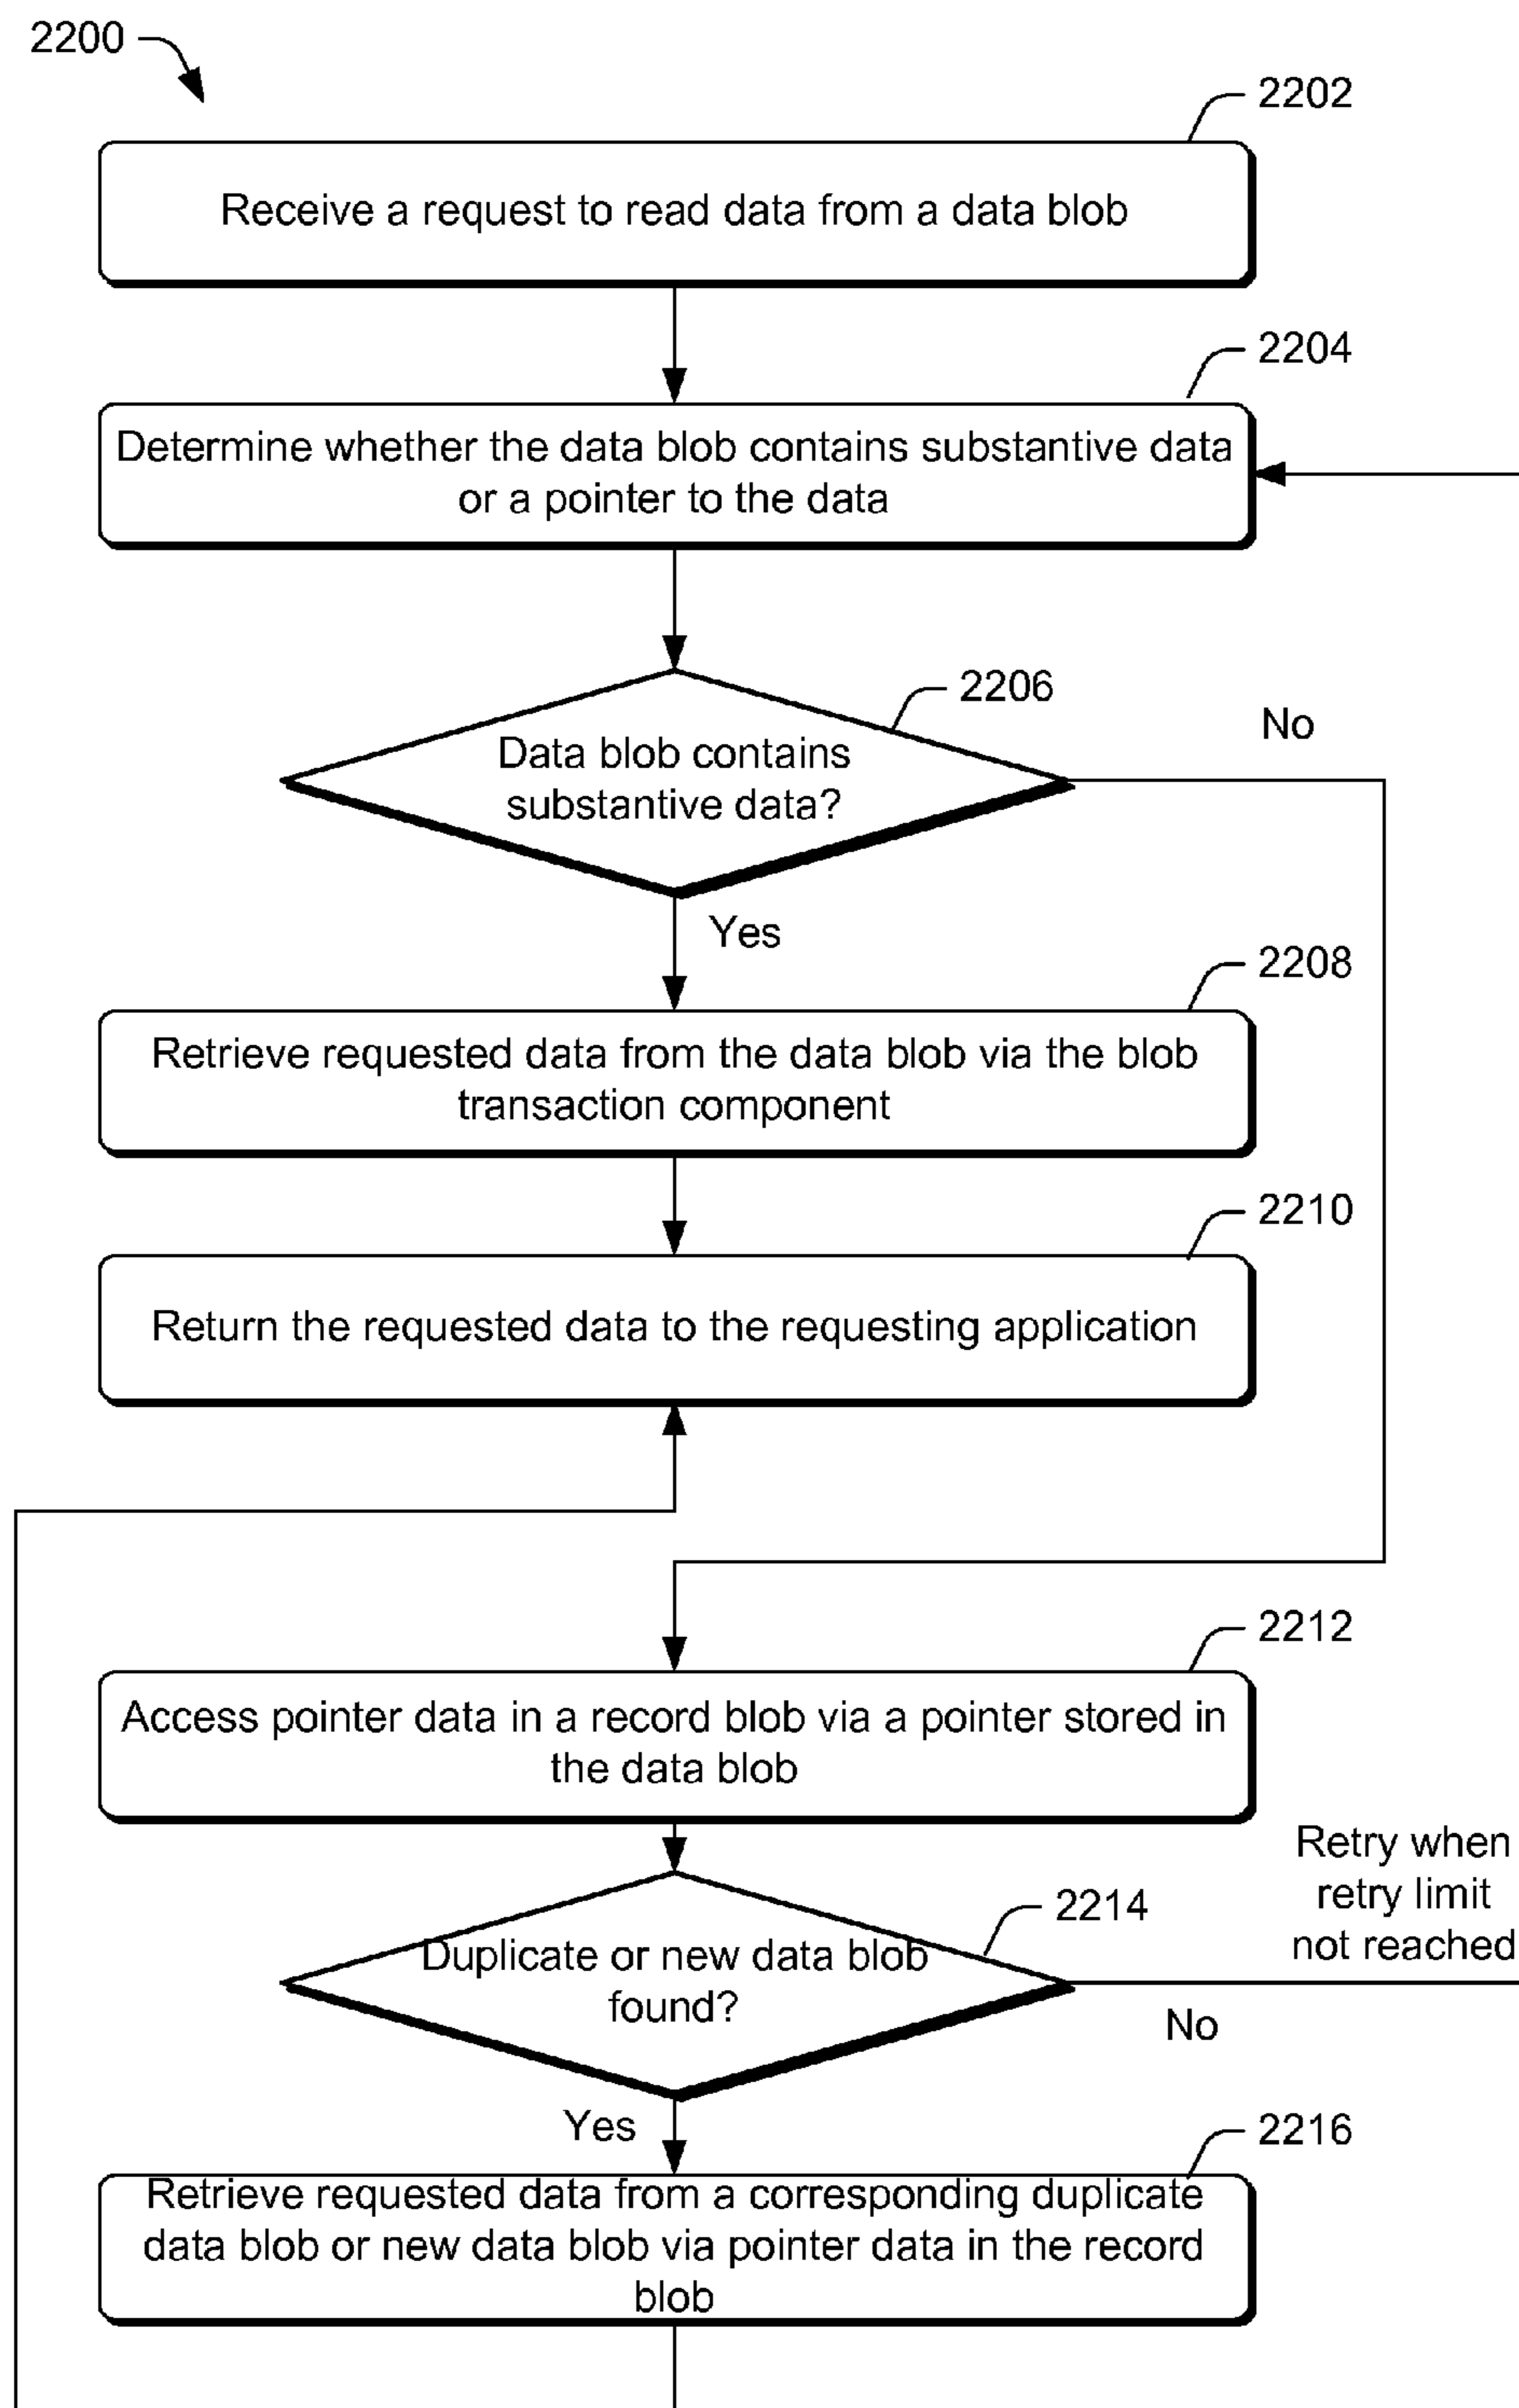 2200
2202
Receive a request to read data from a data blob
2204
Determine whether the data blob contains substantive data
or a pointer to the data
2206
No
Data blob contains
substantive data?
Yes
2208
Retrieve requested data from the data blob via the blob
transaction component
2210
Return the requested data to the requesting application
2212
Access pointer data in a record blob via a pointer stored in
the data blob
Retry when
retry limit
not reached
2214
Duplicate or new data blob
found?
No
Yes
2216
Retrieve requested data from a corresponding duplicate
data blob or new data blob via pointer data in the record
blob